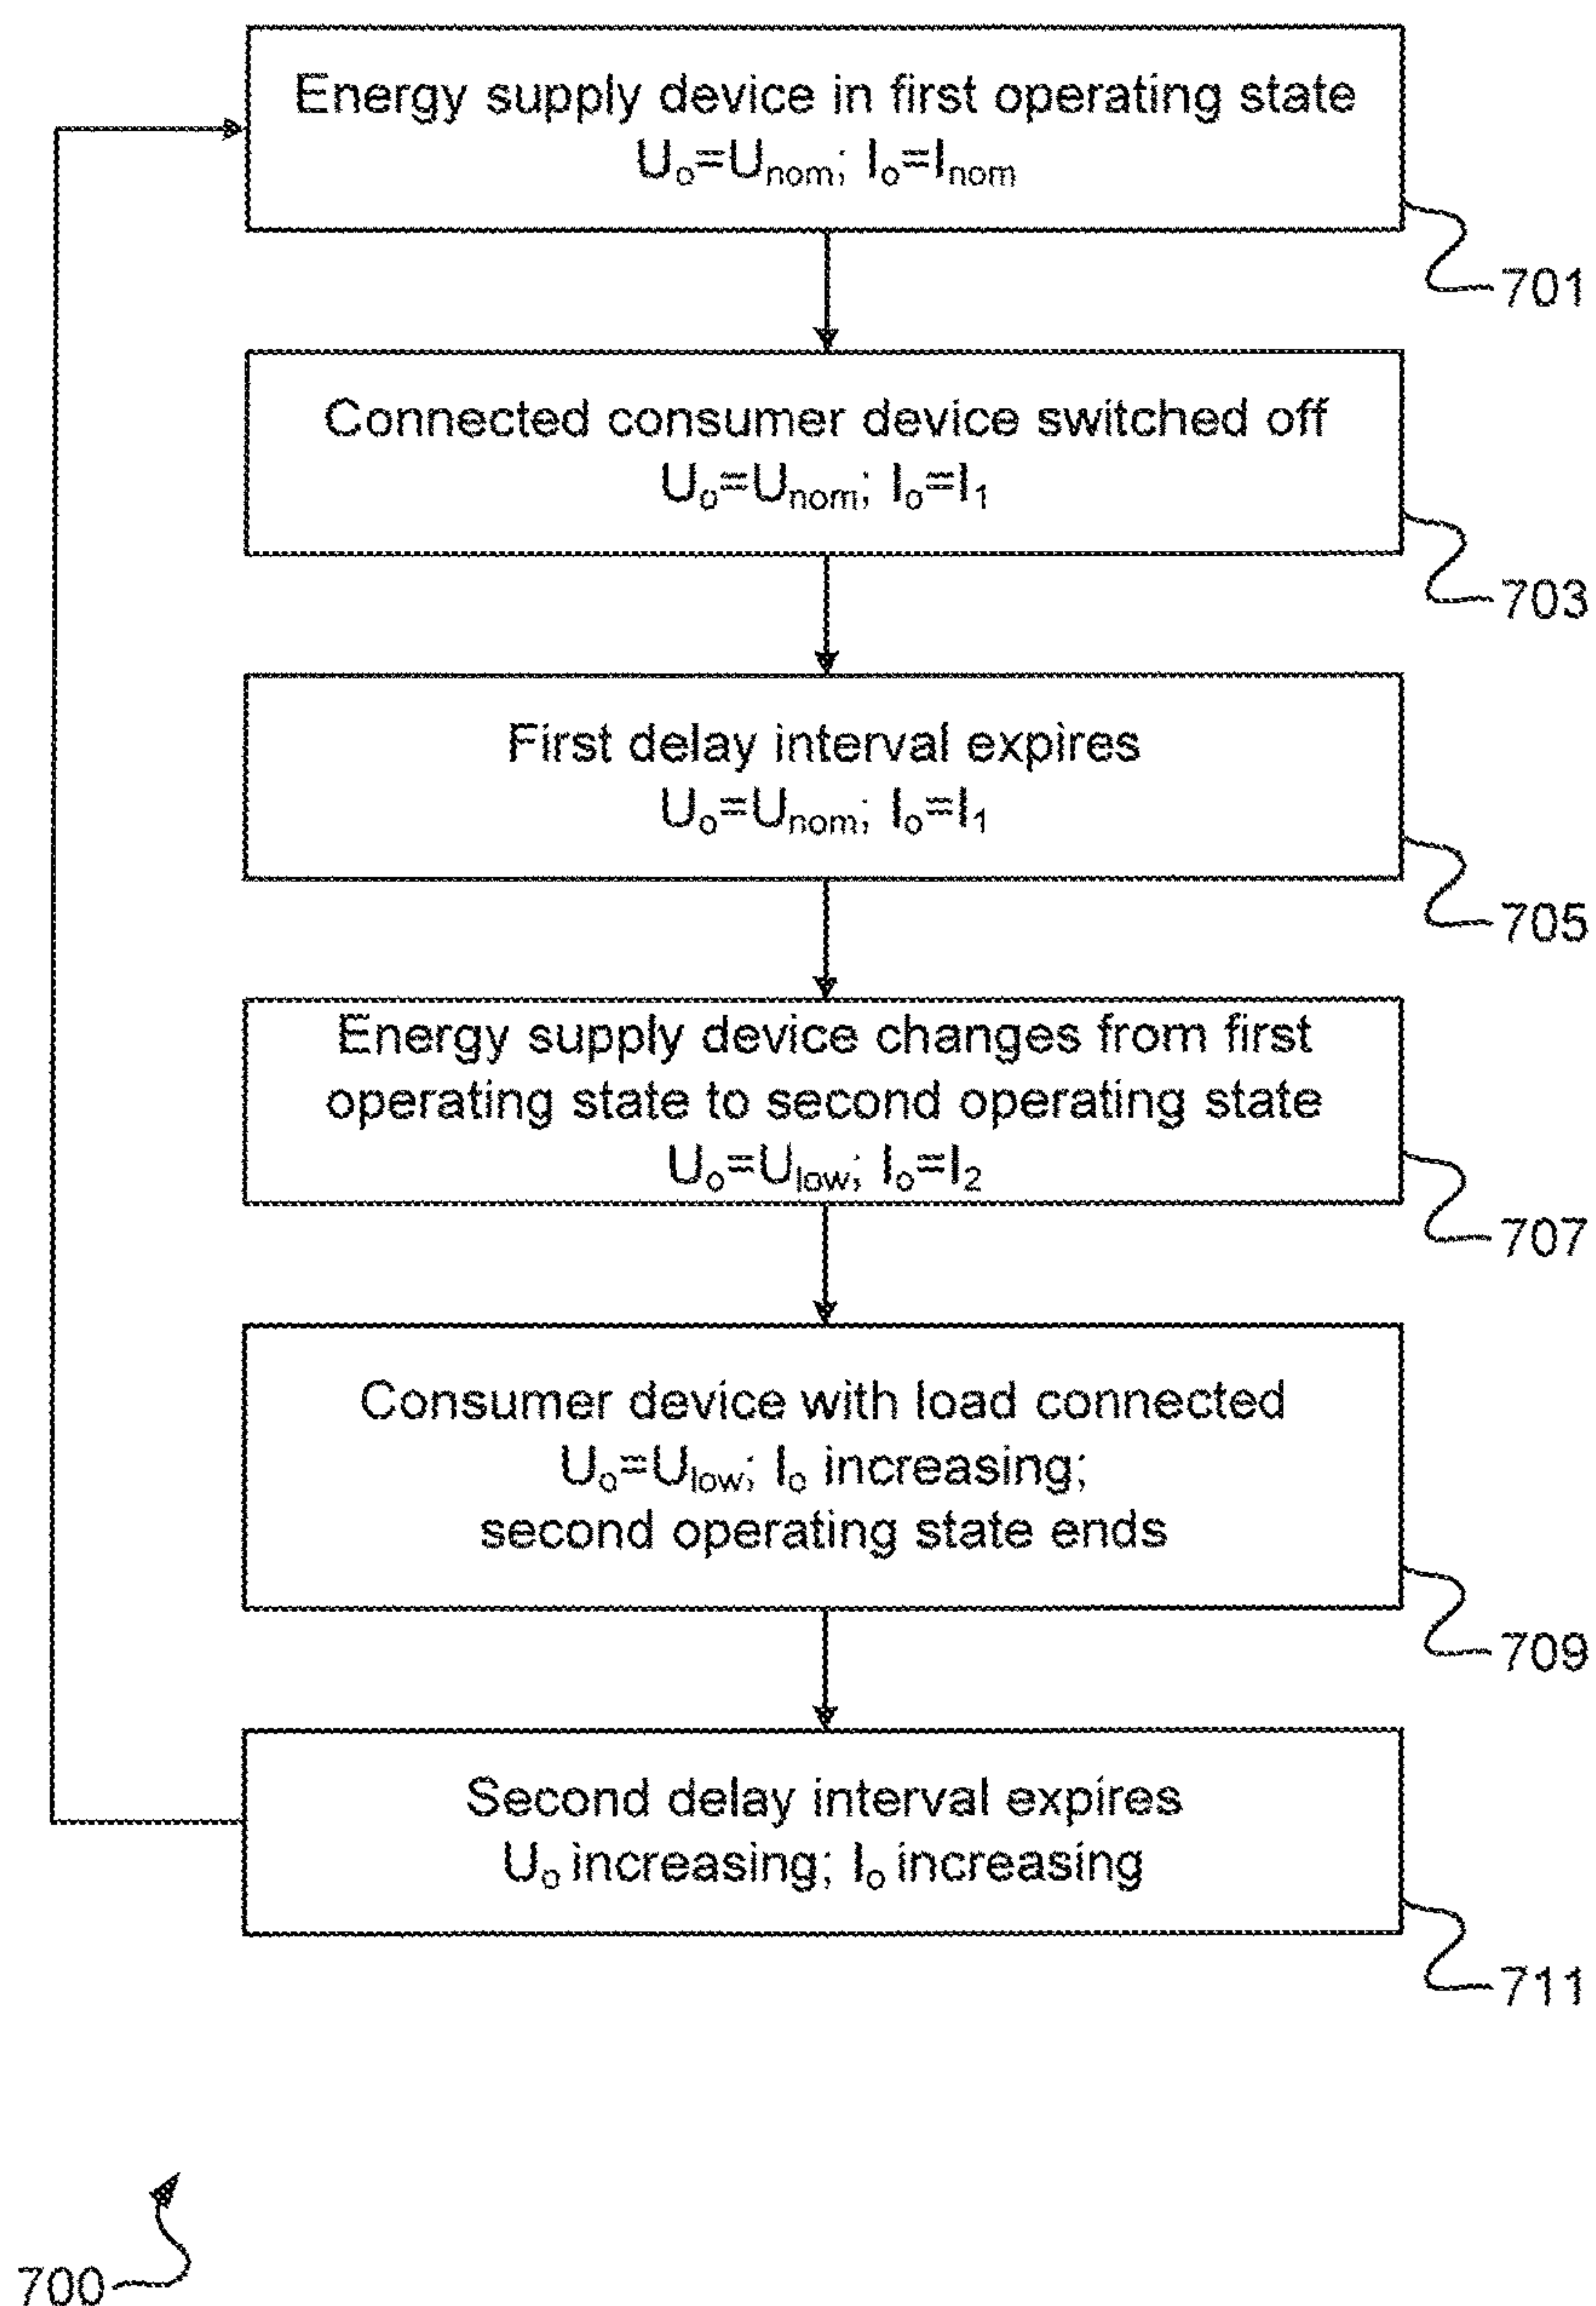 Energy supply device in first operating state
Uₒ=Uₙₒₘ; Iₒ=Iₙₒₘ
701
Connected consumer device switched off
Uₒ=Uₙₒₘ; Iₒ=I₁
703
First delay interval expires
Uₒ=Uₙₒₘ; Iₒ=I₁
705
Energy supply device changes from first
operating state to second operating state
Uₒ=Uₗₒw; Iₒ=I₂
707
Consumer device with load connected
Uₒ=Uₗₒw; Iₒ increasing;
second operating state ends
709
Second delay interval expires
Uₒ increasing; Iₒ increasing
711
700